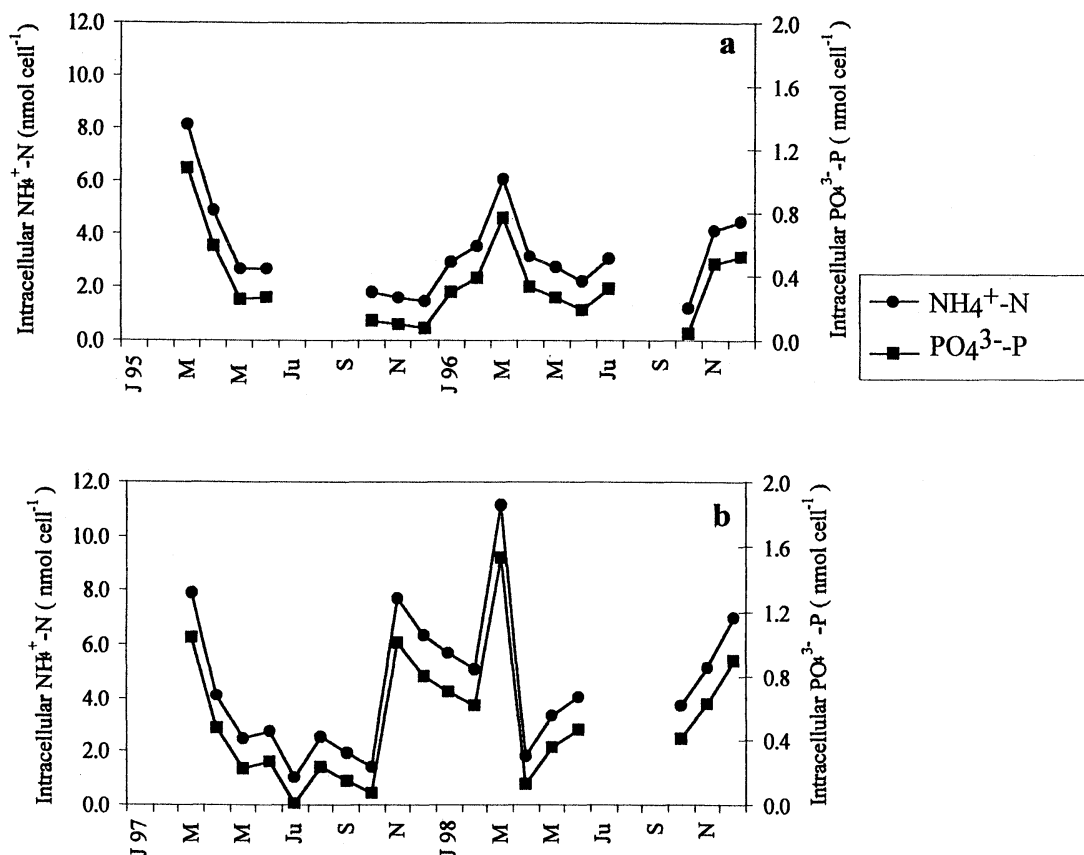 a
Intracellular NH4+-N (nmol cell-1)
12.0
10.0
8.0
6.0
4.0
2.0
0.0
2.0
1.6
1.2
0.8
0.4
0.0
Intracellular PO43--P ( nmol cell-1)
J 95
M
M
Ju
S
N
J 96
M
M
Ju
S
N
NH4+-N
PO43--P
b
Intracellular NH4+-N ( nmol cell-1 )
12.0
10.0
8.0
6.0
4.0
2.0
0.0
2.0
1.6
1.2
0.8
0.4
0.0
Intracellular PO43- -P ( nmol cell-1)
J 97
M
M
Ju
S
N
J 98
M
M
Ju
S
N